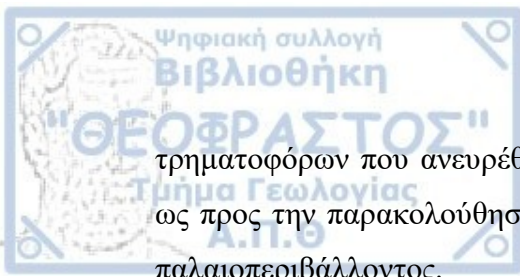 Ψηφιακή συλλογή
Βιβλιοθήκη
"ΘΕΟΦΡΑΣΤΟΣ"
τρηματοφόρων που ανευρέθ
Τμήμα Γεωλογίας
ως προς την παρακολούθησ
Α.Π.Θ
παλαιοπεριβάλλοντος.